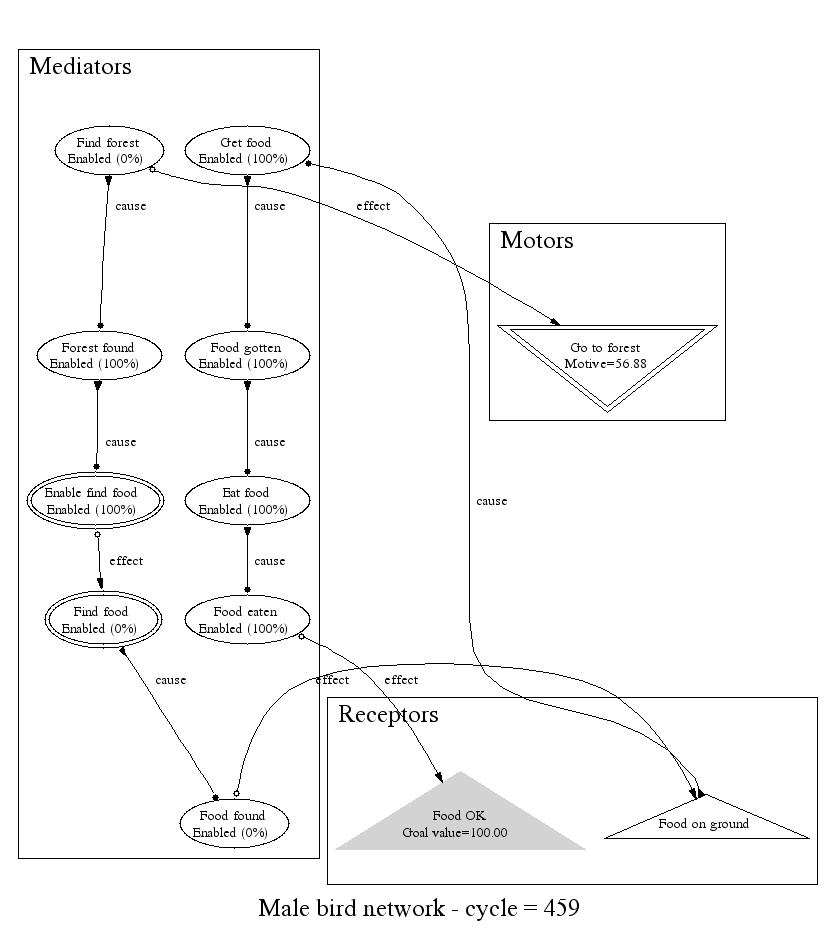 Mediators
Find forest
Enabled (0%)
Get food
Enabled (100%)
cause
cause
effect
Motors
Go to forest
Motive=56.88
Forest found
Enabled (100%)
Food gotten
Enabled (100%)
cause
cause
Enable find food
Enabled (100%)
Eat food
Enabled (100%)
cause
effect
cause
Find food
Enabled (0%)
Food eaten
Enabled (100%)
cause
effect
effect
Receptors
Food found
Enabled (0%)
Food OK
Goal value=100.00
Food on ground
Male bird network - cycle = 459